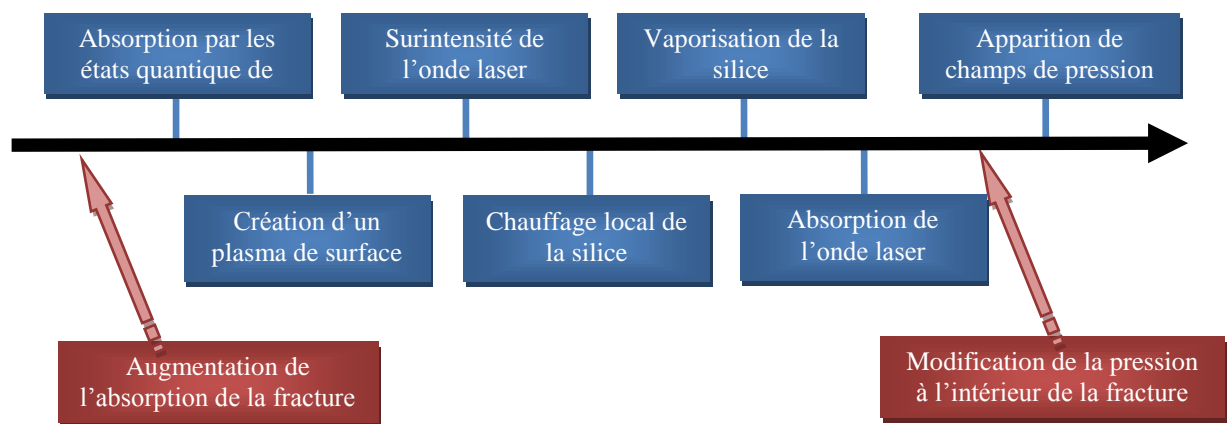 Absorption par les
états quantique de
Surintensité de
l'onde laser
Vaporisation de la
silice
Apparition de
champs de pression
Création d'un
plasma de surface
Chauffage local de
la silice
Absorption de
l'onde laser
Augmentation de
l'absorption de la fracture
Modification de la pression
à l'intérieur de la fracture